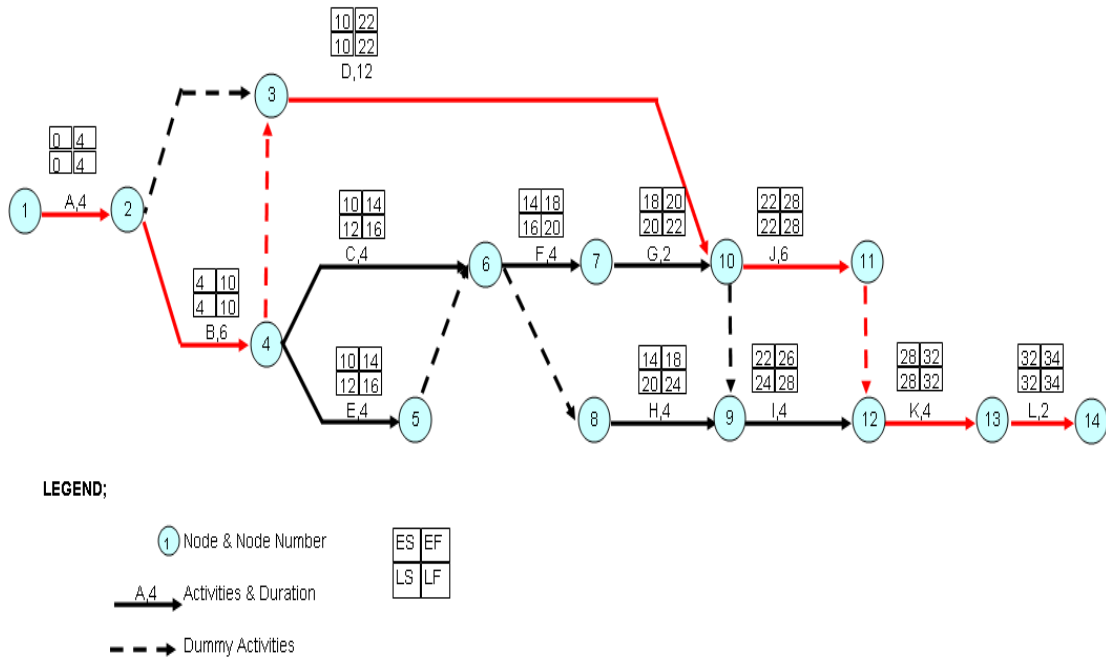 10 22
10 22
D,12
3
0 4
0 4
A,4
1
2
10 14
12 16
C,4
14 18
16 20
F,4
18 20
20 22
G,2
22 28
22 28
J,6
6
7
10
11
4 10
4 10
B,6
4
10 14
12 16
E,4
5
14 18
20 24
H,4
8
22 26
24 28
I,4
9
28 32
28 32
K,4
12
32 34
32 34
L,2
13
14
LEGEND;
1 Node & Node Number
ES EF
LS LF
A,4 Activities & Duration
Dummy Activities